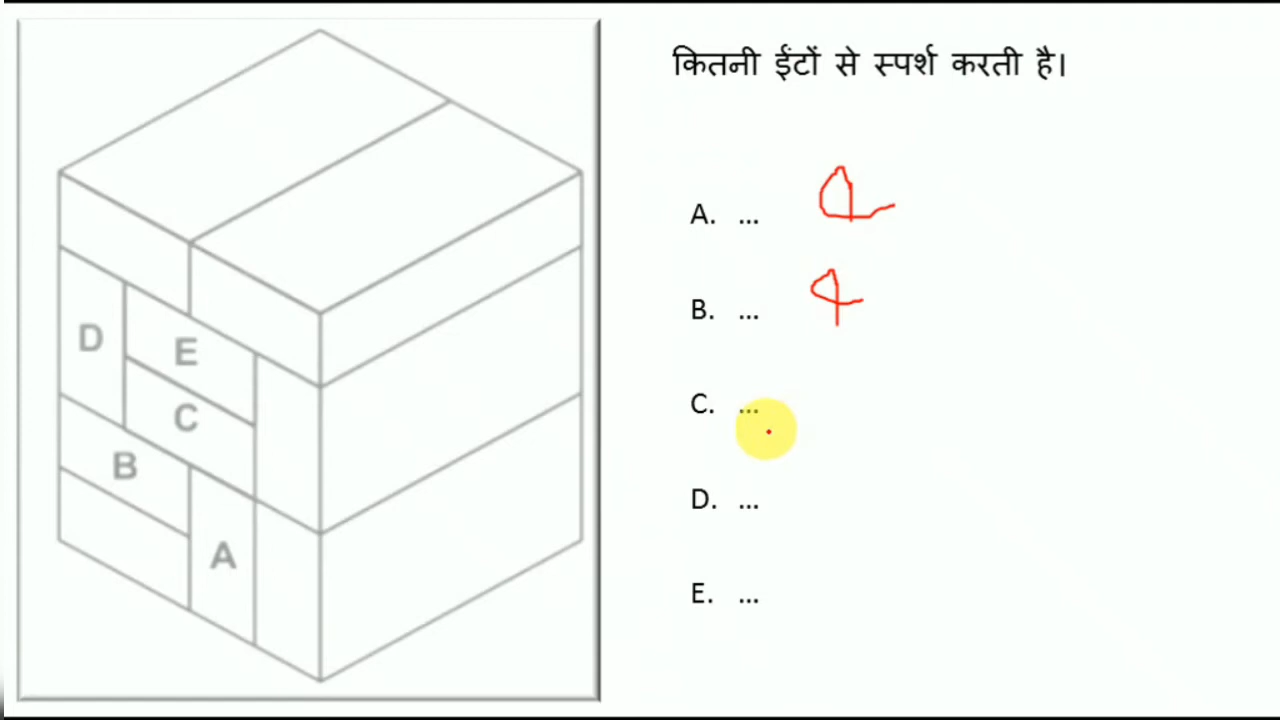 कितनी ईंटों से स्पर्श करती है।
A. ...
B. ...
C. ...
D. ...
E. ...
D
E
C
B
A